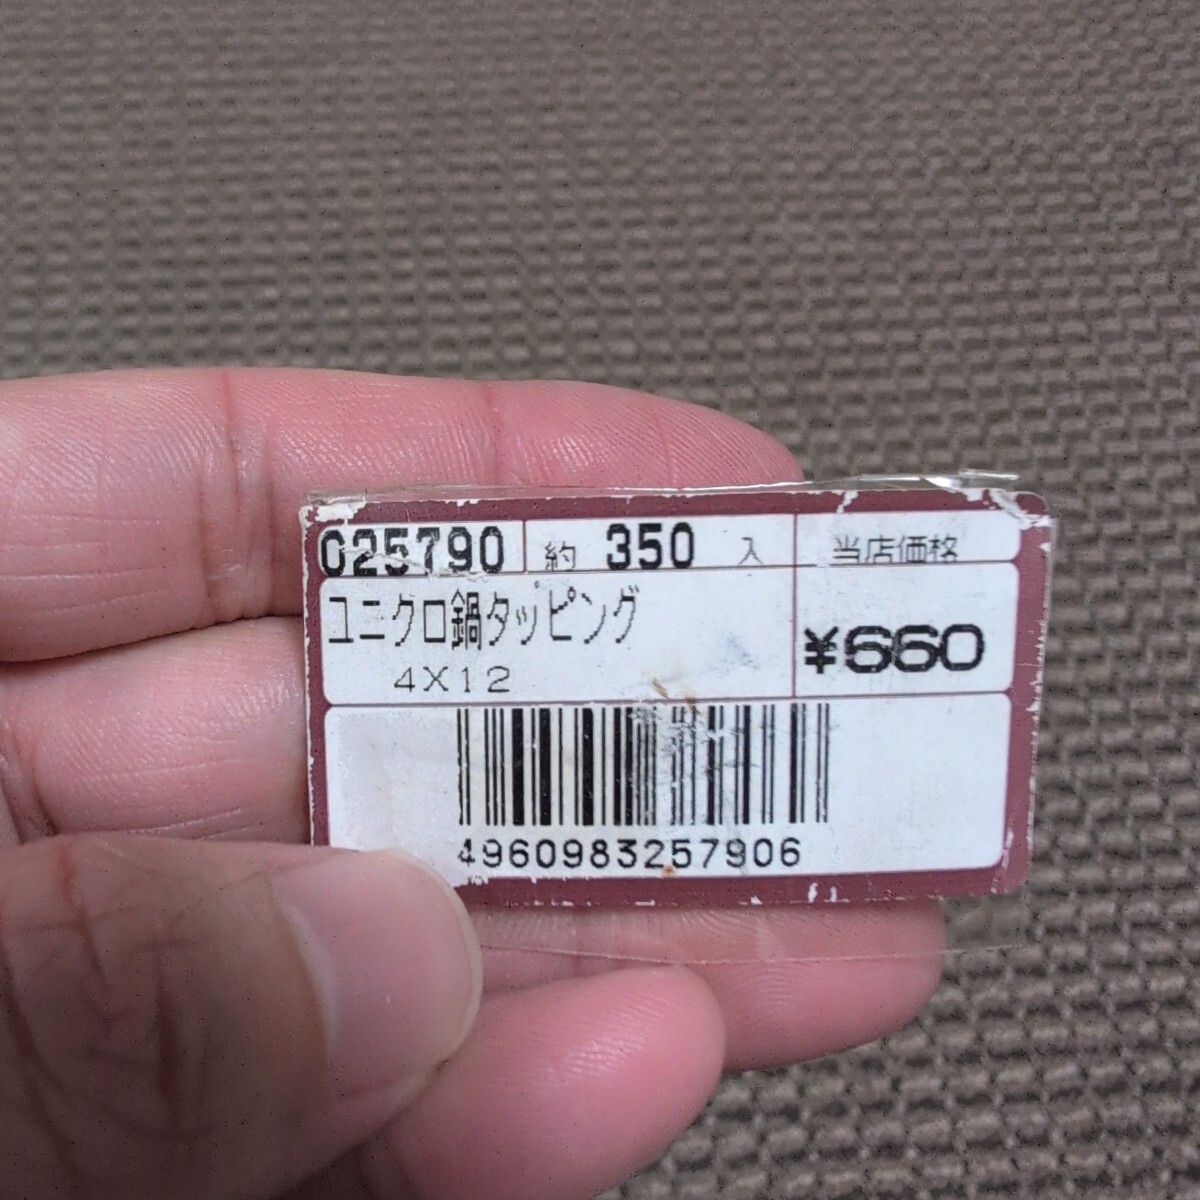 025790 約 350 入 当店価格
ユニクロ鍋タッピング
4X12
¥660
4960983257906